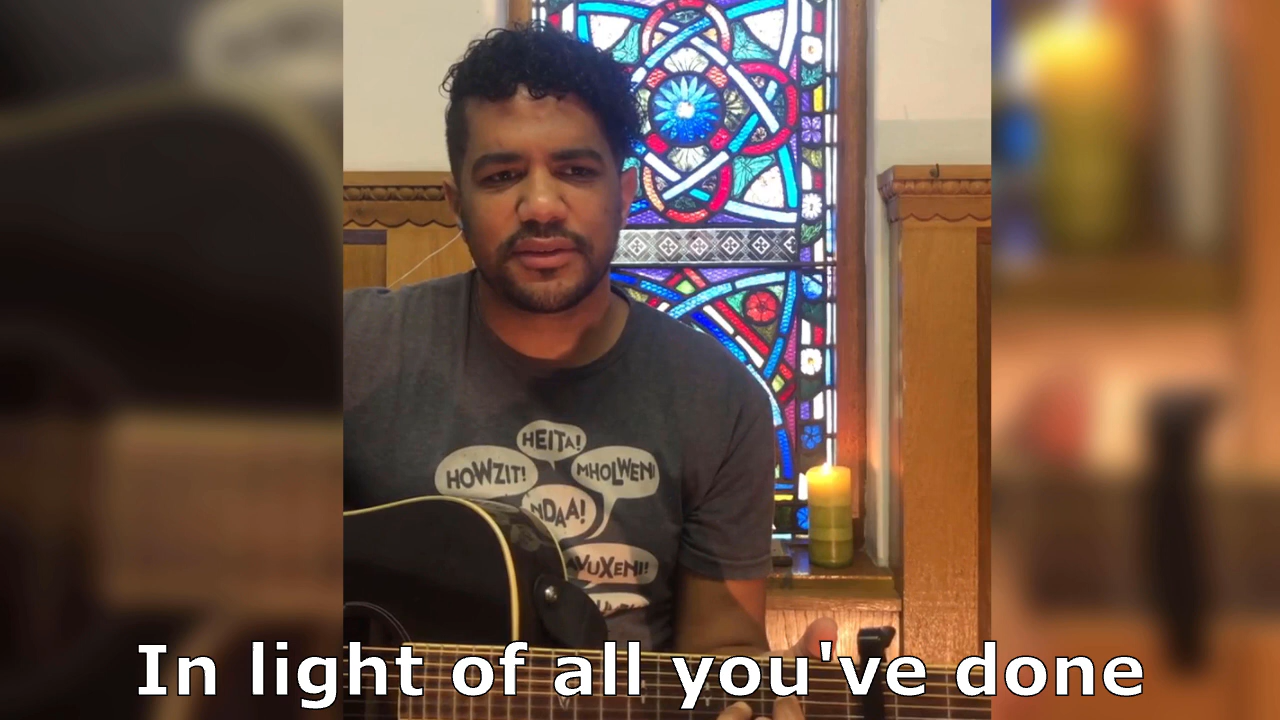 HEITA!
HOWZIT!
MHOLWENI
NDAA!
AVUXENI!
In light of all you've done